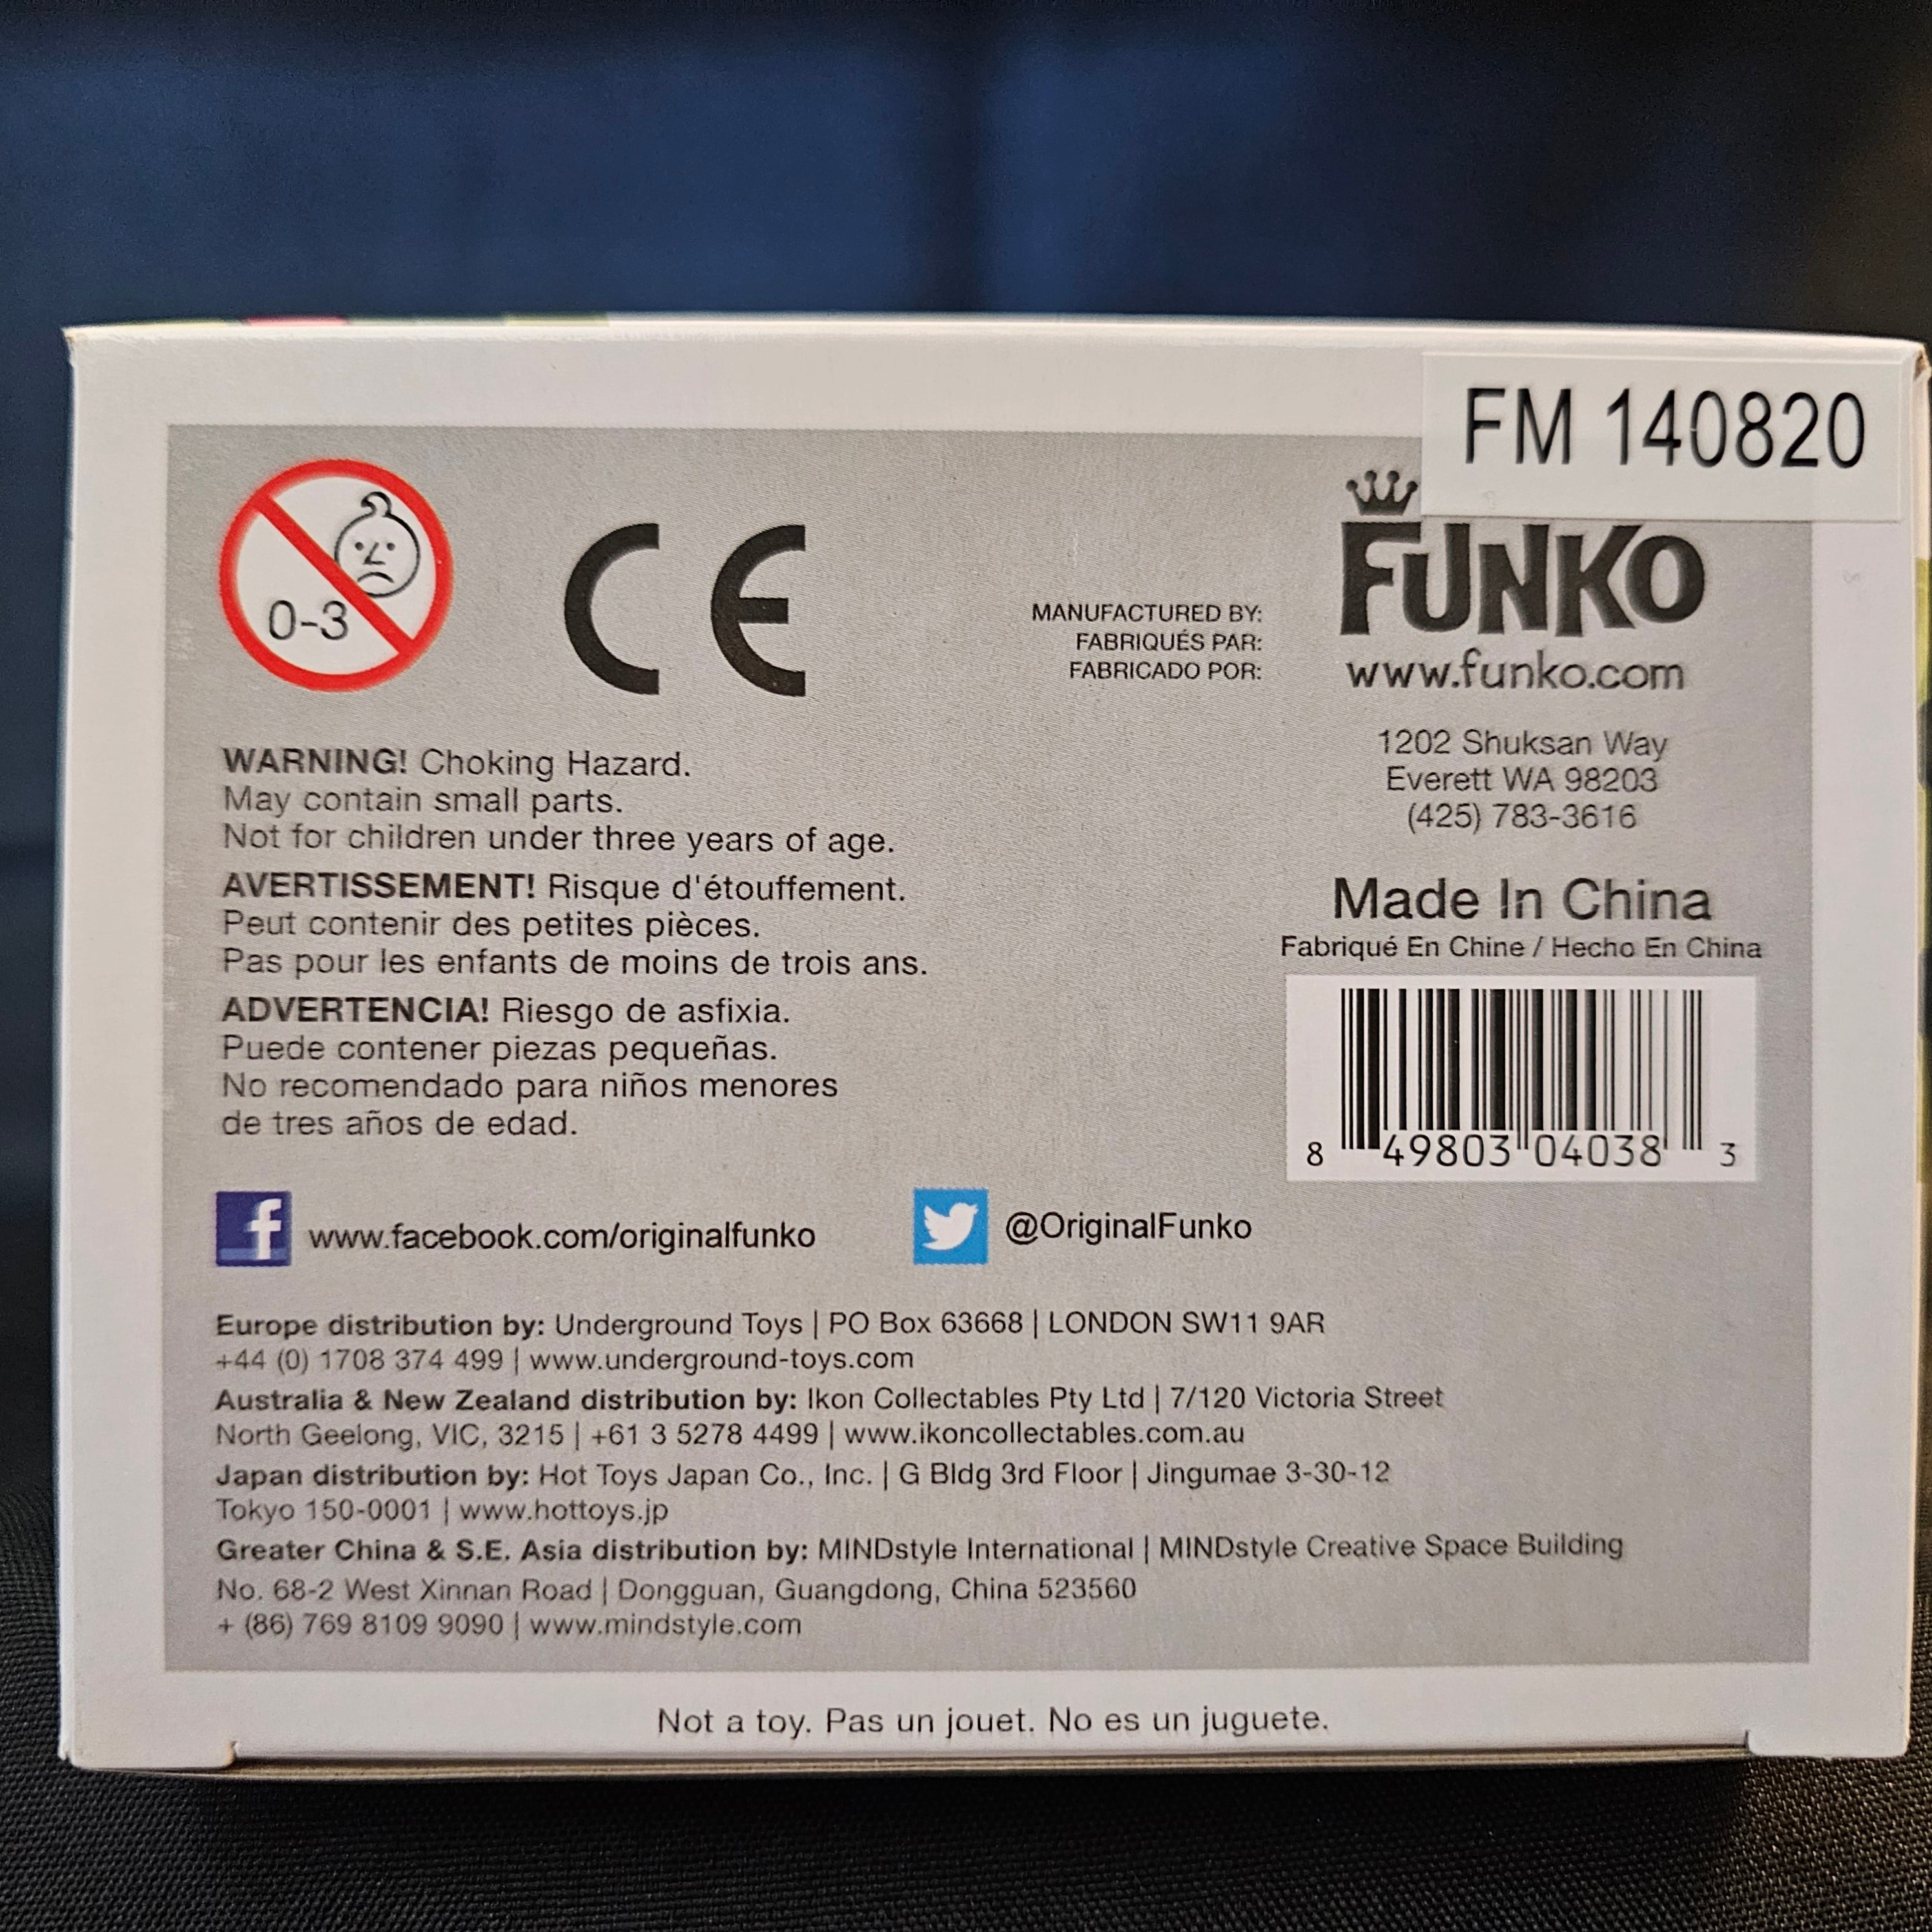 FM 140820
0-3
CE
MANUFACTURED BY:
FABRIQUÉS PAR:
FABRICADO POR:
FUNKO
www.funko.com
1202 Shuksan Way
Everett WA 98203
(425) 783-3616
WARNING! Choking Hazard.
May contain small parts.
Not for children under three years of age.
AVERTISSEMENT! Risque d'étouffement.
Peut contenir des petites pièces.
Pas pour les enfants de moins de trois ans.
ADVERTENCIA! Riesgo de asfixia.
Puede contener piezas pequeñas.
No recomendado para niños menores
de tres años de edad.
Made In China
Fabriqué En Chine / Hecho En China
8 49803 04038 3
f www.facebook.com/originalfunko
@OriginalFunko
Europe distribution by: Underground Toys | PO Box 63668 | LONDON SW11 9AR
+44 (0) 1708 374 499 | www.underground-toys.com
Australia & New Zealand distribution by: Ikon Collectables Pty Ltd | 7/120 Victoria Street
North Geelong, VIC, 3215 | +61 3 5278 4499 | www.ikoncollectables.com.au
Japan distribution by: Hot Toys Japan Co., Inc. | G Bldg 3rd Floor | Jingumae 3-30-12
Tokyo 150-0001 | www.hottoys.jp
Greater China & S.E. Asia distribution by: MINDstyle International | MINDstyle Creative Space Building
No. 68-2 West Xinnan Road | Dongguan, Guangdong, China 523560
+ (86) 769 8109 9090 | www.mindstyle.com
Not a toy. Pas un jouet. No es un juguete.